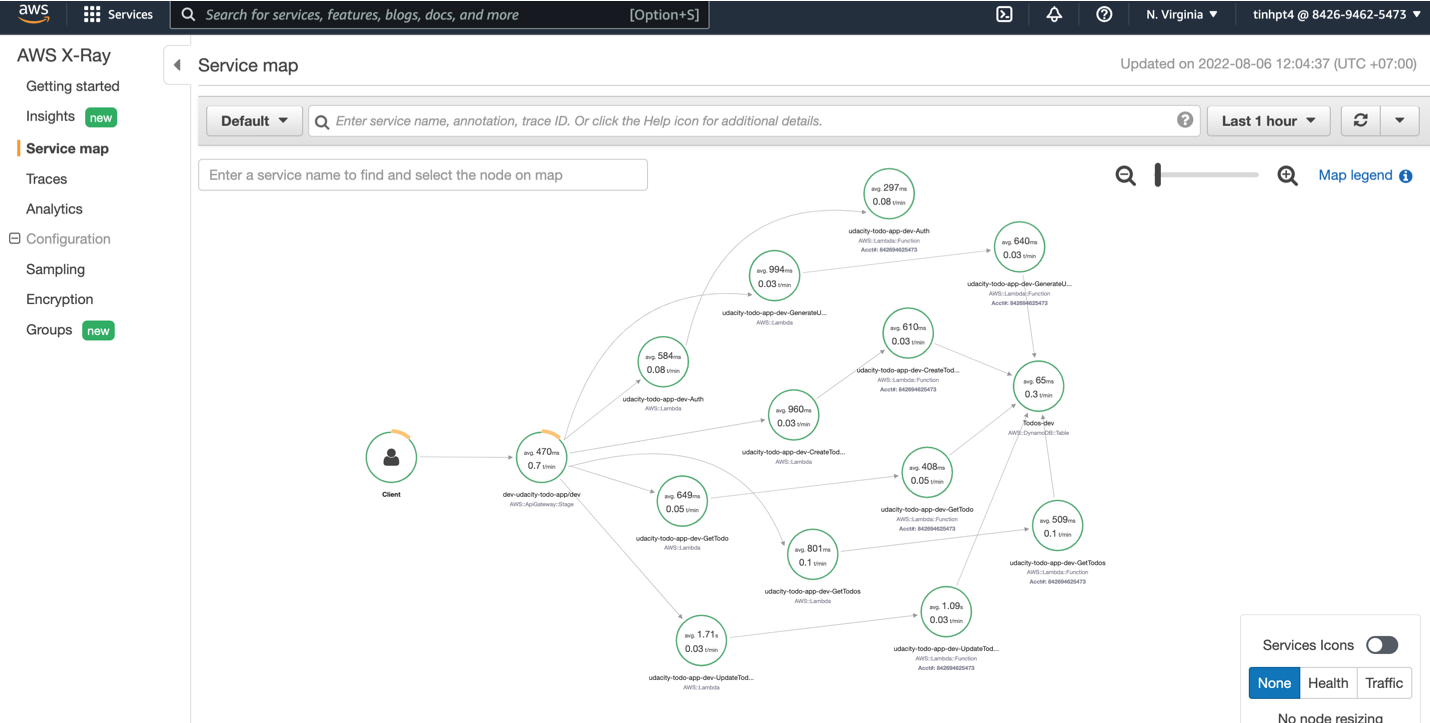 aws
Services
Search for services, features, blogs, docs, and more
[Option+S]
N. Virginia
tinhpt4 @ 8426-9462-5473
AWS X-Ray
Getting started
Insights new
Service map
Traces
Analytics
Configuration
Sampling
Encryption
Groups new
Service map
Updated on 2022-08-06 12:04:37 (UTC +07:00)
Default
Enter service name, annotation, trace ID. Or click the Help icon for additional details.
Last 1 hour
Enter a service name to find and select the node on map
Map legend
avg. 297ms
0.08 t/min
udacity-todo-app-dev-Auth
AWS::Lambda::Function
Acct#: 842694625473
avg. 640ms
0.03 t/min
udacity-todo-app-dev-GenerateU...
AWS::Lambda::Function
Acct#: 842694625473
avg. 994ms
0.03 t/min
udacity-todo-app-dev-GenerateU...
AWS::Lambda
avg. 610ms
0.03 t/min
udacity-todo-app-dev-CreateTod...
AWS::Lambda::Function
Acct#: 842694625473
avg. 584ms
0.08 t/min
udacity-todo-app-dev-Auth
AWS::Lambda
avg. 65ms
0.3 t/min
Todos-dev
AWS::DynamoDB::Table
avg. 960ms
0.03 t/min
udacity-todo-app-dev-CreateTod...
AWS::Lambda
Client
avg. 470ms
0.7 t/min
dev-udacity-todo-app/dev
AWS::ApiGateway::Stage
avg. 408ms
0.05 t/min
udacity-todo-app-dev-GetTodo
AWS::Lambda::Function
Acct#: 842694625473
avg. 649ms
0.05 t/min
udacity-todo-app-dev-GetTodo
AWS::Lambda
avg. 509ms
0.1 t/min
udacity-todo-app-dev-GetTodos
AWS::Lambda::Function
Acct#: 842694625473
avg. 801ms
0.1 t/min
udacity-todo-app-dev-GetTodos
AWS::Lambda
avg. 1.09s
0.03 t/min
udacity-todo-app-dev-UpdateTod...
AWS::Lambda::Function
Acct#: 842694625473
avg. 1.71s
0.03 t/min
udacity-todo-app-dev-UpdateTod...
AWS::Lambda
Services Icons
None Health Traffic
No node resizing